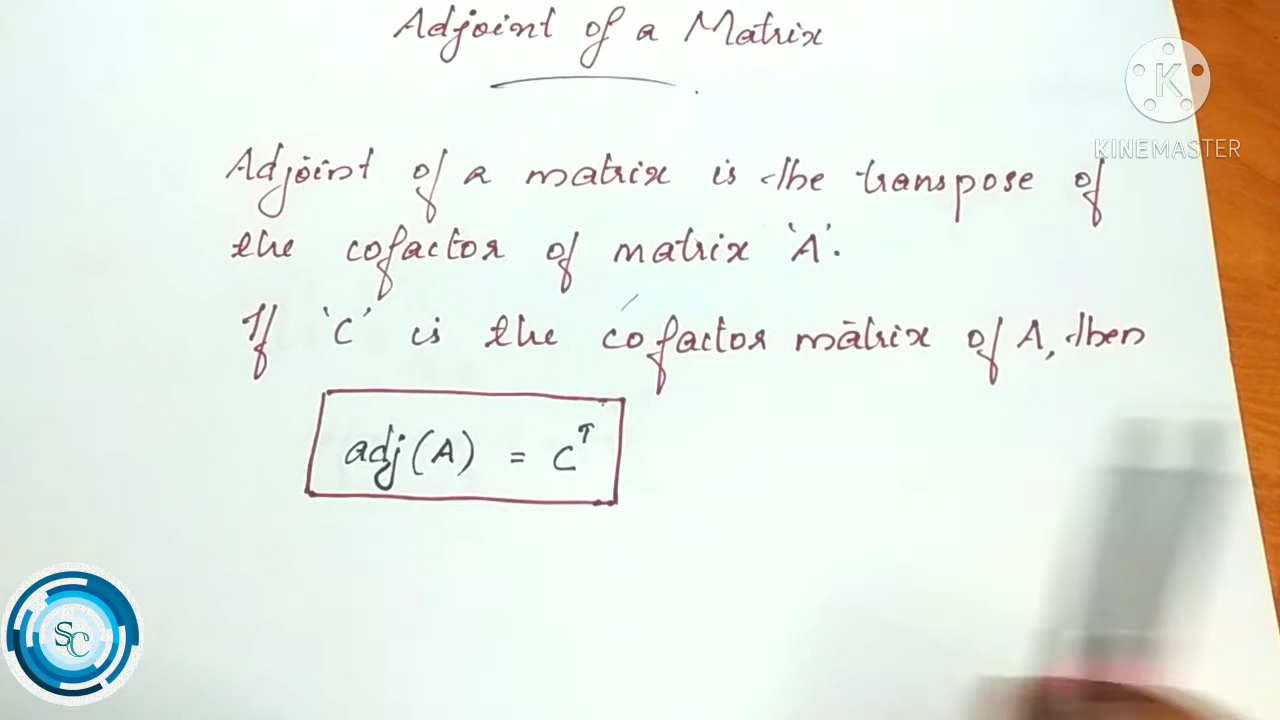 Adjoint of a Matrix
K
KINEMASTER
Adjoint of a matrix is the transpose of
the cofactor of matrix 'A'.
If 'C' is the cofactor matrix of A, then
adj(A) = Cᵀ
SC